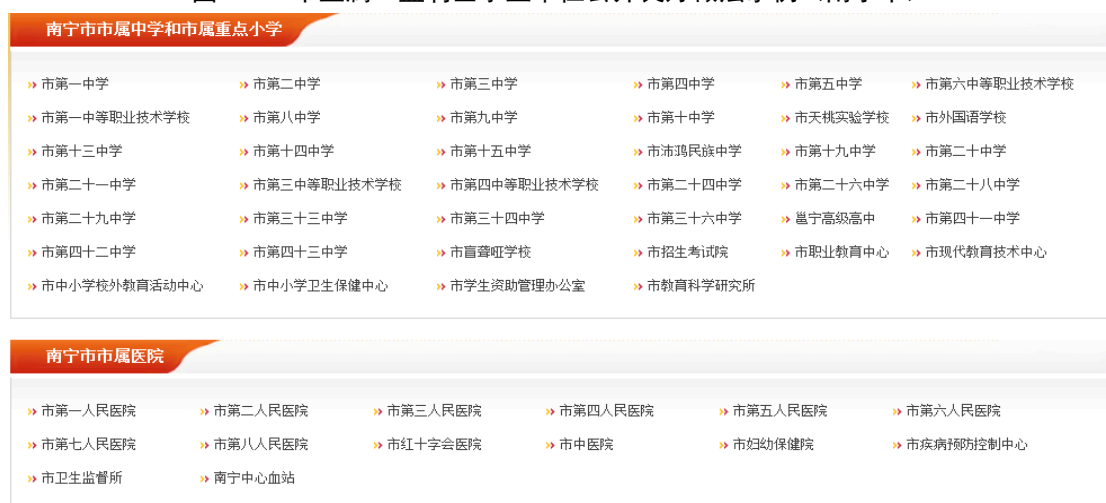 南宁市市属中学和市属重点小学
» 市第一中学 » 市第二中学 » 市第三中学 » 市第四中学 » 市第五中学 » 市第六中等职业技术学校
» 市第一中等职业技术学校 » 市第八中学 » 市第九中学 » 市第十中学 » 市天桃实验学校 » 市外国语学校
» 市第十三中学 » 市第十四中学 » 市第十五中学 » 市沛鸿民族中学 » 市第十九中学 » 市第二十中学
» 市第二十一中学 » 市第三中等职业技术学校 » 市第四中等职业技术学校 » 市第二十四中学 » 市第二十六中学 » 市第二十八中学
» 市第二十九中学 » 市第三十三中学 » 市第三十四中学 » 市第三十六中学 » 邕宁高级高中 » 市第四十一中学
» 市第四十二中学 » 市第四十三中学 » 市盲聋哑学校 » 市招生考试院 » 市职业教育中心 » 市现代教育技术中心
» 市中小学校外教育活动中心 » 市中小学卫生保健中心 » 市学生资助管理办公室 » 市教育科学研究所
南宁市市属医院
» 市第一人民医院 » 市第二人民医院 » 市第三人民医院 » 市第四人民医院 » 市第五人民医院 » 市第六人民医院
» 市第七人民医院 » 市第八人民医院 » 市红十字会医院 » 市中医院 » 市妇幼保健院 » 市疾病预防控制中心
» 市卫生监督所 » 南宁中心血站